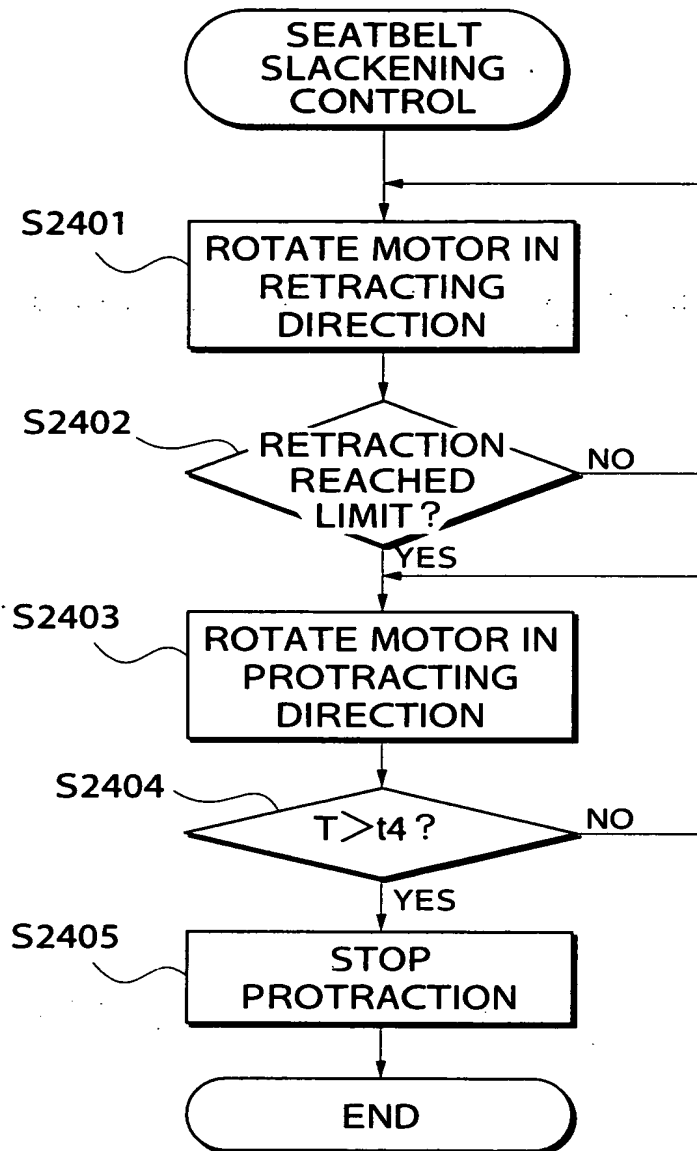 SEATBELT
SLACKENING
CONTROL
S2401
ROTATE MOTOR IN
RETRACTING
DIRECTION
S2402
RETRACTION
REACHED
LIMIT?
NO
YES
S2403
ROTATE MOTOR IN
PROTRACTING
DIRECTION
S2404
T>t4?
NO
YES
S2405
STOP
PROTRACTION
END